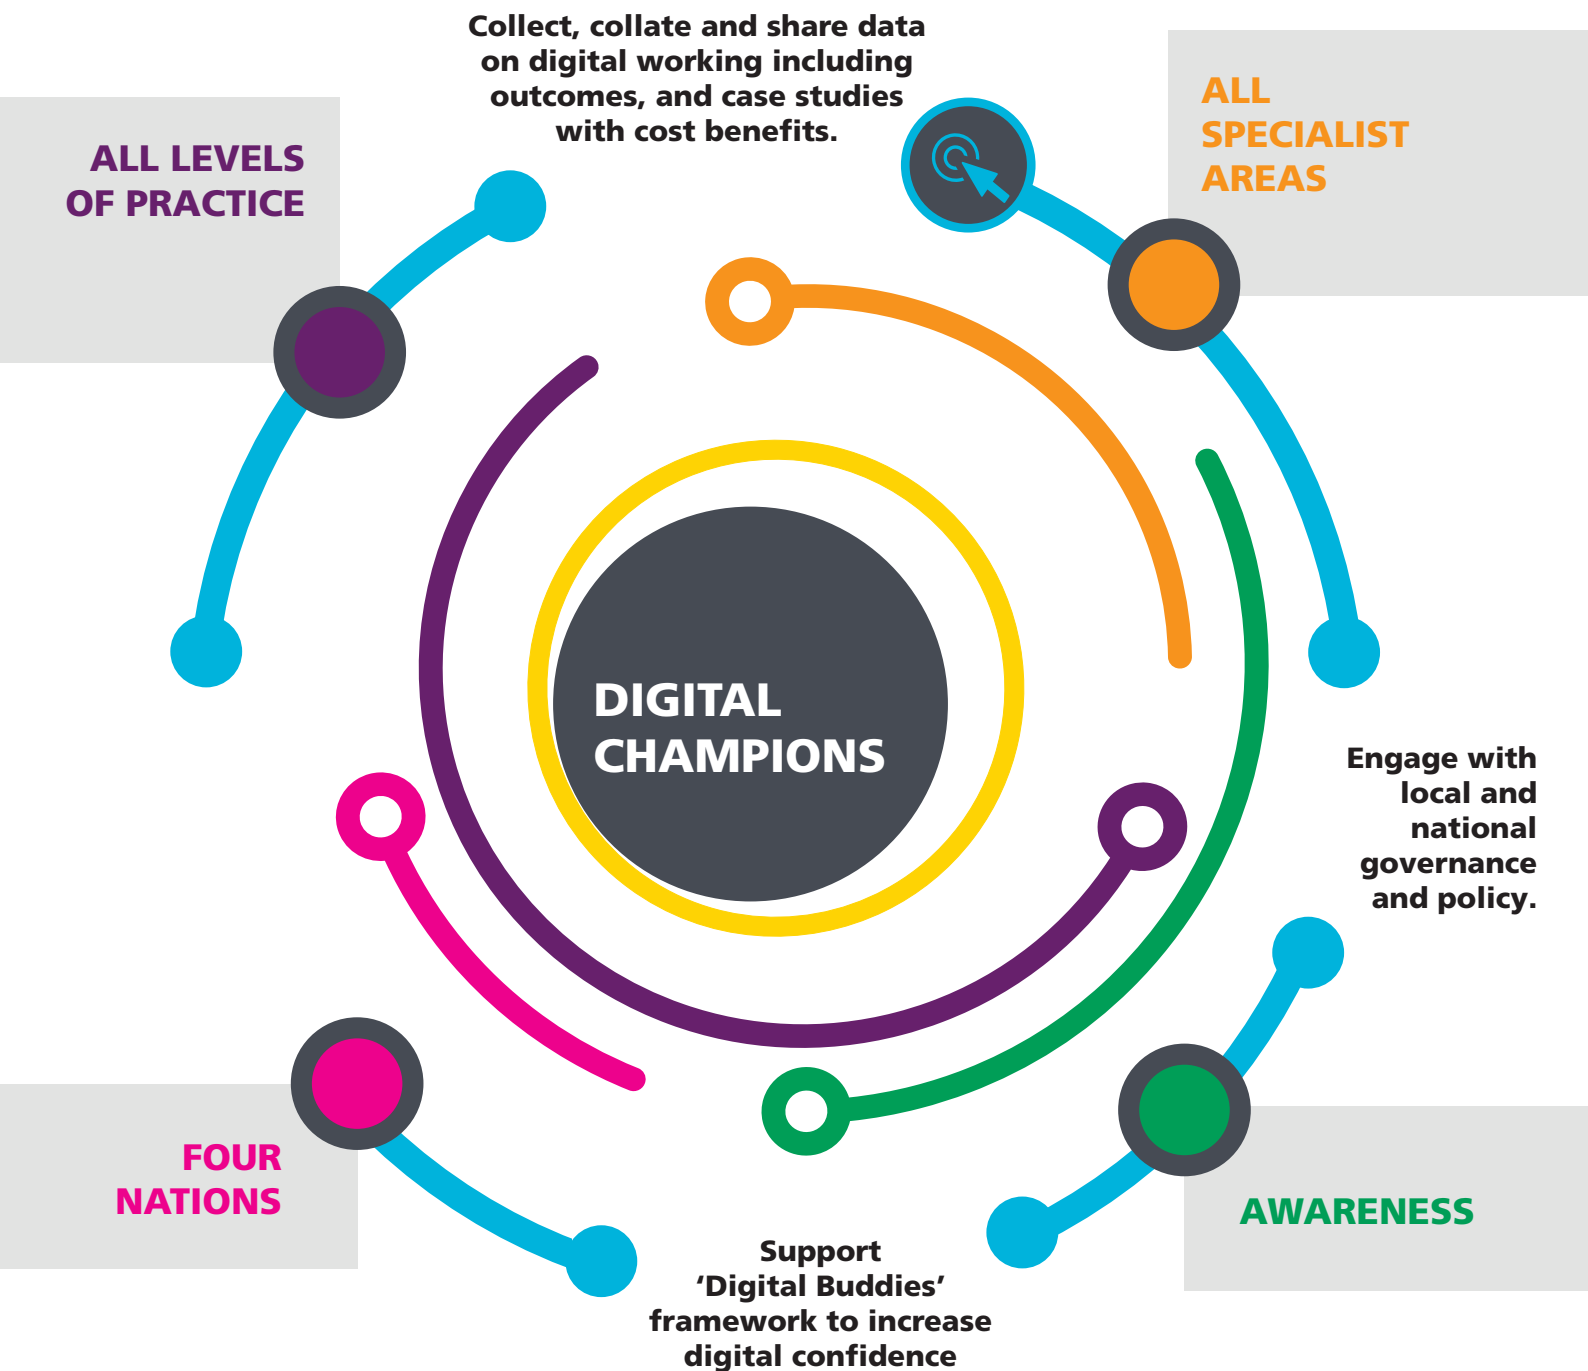 Collect, collate and share data
on digital working including
outcomes, and case studies
with cost benefits.
ALL LEVELS
OF PRACTICE
ALL
SPECIALIST
AREAS
DIGITAL
CHAMPIONS
Engage with
local and
national
governance
and policy.
FOUR
NATIONS
AWARENESS
Support
‘Digital Buddies’
framework to increase
digital confidence